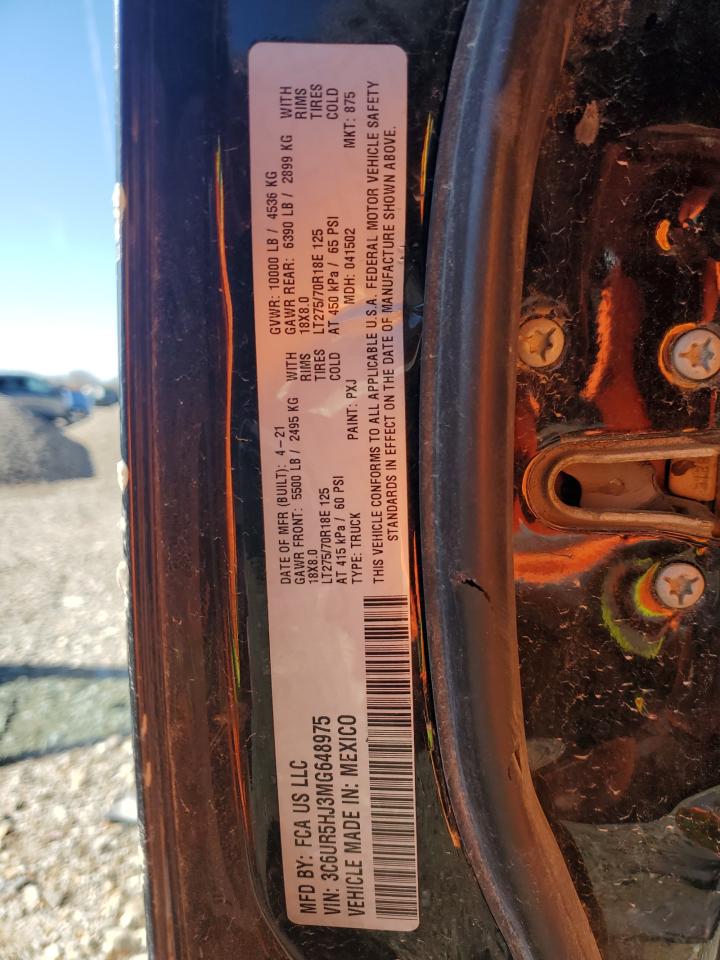 MFD BY: FCA US LLC
VIN: 3C6UR5HJ3MG648975
VEHICLE MADE IN: MEXICO
DATE OF MFR (BUILT): 4-21 GVWR: 10000 LB / 4536 KG
GAWR FRONT: 5500 LB / 2495 KG WITH GAWR REAR: 6390 LB / 2899 KG WITH
18X8.0 RIMS 18X8.0 RIMS
LT275/70R18E 125 TIRES LT275/70R18E 125 TIRES
AT 415 kPa / 60 PSI COLD AT 450 kPa / 65 PSI COLD
TYPE: TRUCK PAINT: PXJ MDH: 041502 MKT: 875
THIS VEHICLE CONFORMS TO ALL APPLICABLE U.S.A. FEDERAL MOTOR VEHICLE SAFETY
STANDARDS IN EFFECT ON THE DATE OF MANUFACTURE SHOWN ABOVE.